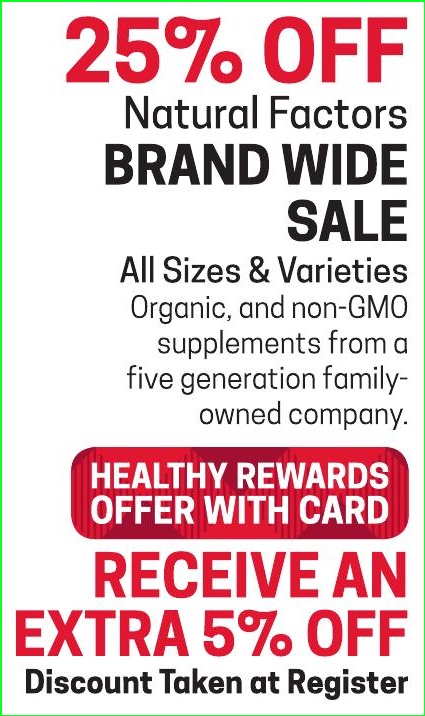 25% OFF
Natural Factors
BRAND WIDE
SALE
All Sizes & Varieties
Organic, and non-GMO
supplements from a
five generation family-
owned company.
HEALTHY REWARDS
OFFER WITH CARD
RECEIVE AN
EXTRA 5% OFF
Discount Taken at Register